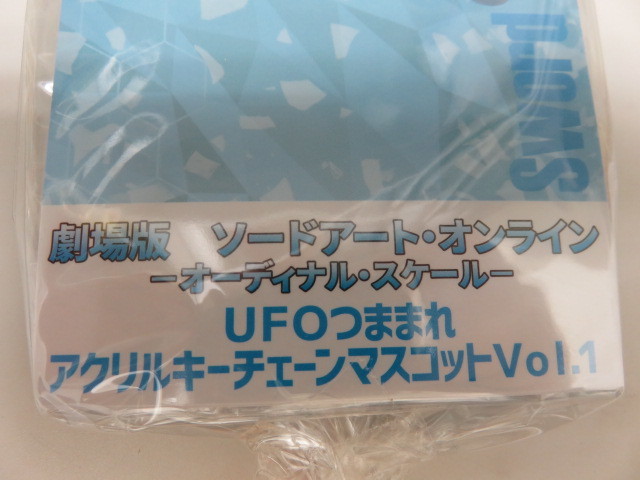 Sword
劇場版 ソードアート・オンライン
-オーディナル・スケール-
UFOつままれ
アクリルキーチェーンマスコットVol.1